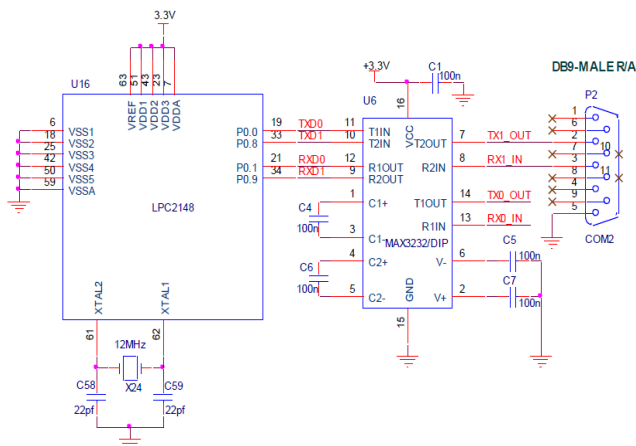 3.3V
U16
63
51
43
23
7
VREF
VDD1
VDD2
VDD3
VDDA
6
18
25
42
50
59
VSS1
VSS2
VSS3
VSS4
VSS5
VSSA
P0.0
P0.8
P0.1
P0.9
LPC2148
XTAL2
XTAL1
61
62
12MHz
X24
C58
22pf
C59
22pf
19 TXD0 11
33 TXD1 10
21 RXD0 12
34 RXD1 9
+3.3V
C1
100n
U6
16
VCC
T1IN
T2IN
R1OUT
R2OUT
C1+
C1-
C2+
C2-
T2OUT
R2IN
T1OUT
R1IN
V-
V+
MAX3232/DIP
GND
15
1
3
4
5
C4
100n
C6
100n
7 TX1_OUT
8 RX1_IN
14 TX0_OUT
13 RX0_IN
6
2
C5
100n
C7
100n
DB9-MALE R/A
P2
1
6
2
7
3
8
4
9
5
10
11
COM2